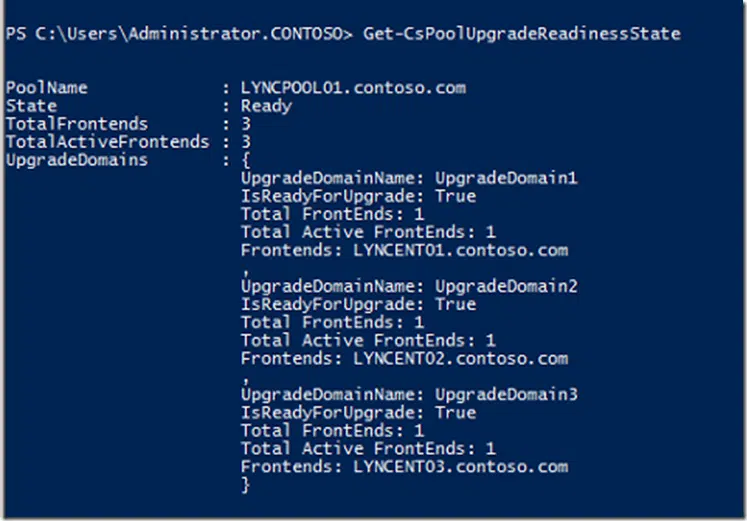 PS C:\Users\Administrator.CONTOSO> Get-CsPoolUpgradeReadinessState
PoolName : LYNCPOOL01.contoso.com
State : Ready
TotalFrontends : 3
TotalActiveFrontends : 3
UpgradeDomains : {
UpgradeDomainName: UpgradeDomain1
IsReadyForUpgrade: True
Total FrontEnds: 1
Total Active FrontEnds: 1
Frontends: LYNCENT01.contoso.com
,
UpgradeDomainName: UpgradeDomain2
IsReadyForUpgrade: True
Total FrontEnds: 1
Total Active FrontEnds: 1
Frontends: LYNCENT02.contoso.com
,
UpgradeDomainName: UpgradeDomain3
IsReadyForUpgrade: True
Total FrontEnds: 1
Total Active FrontEnds: 1
Frontends: LYNCENT03.contoso.com
}